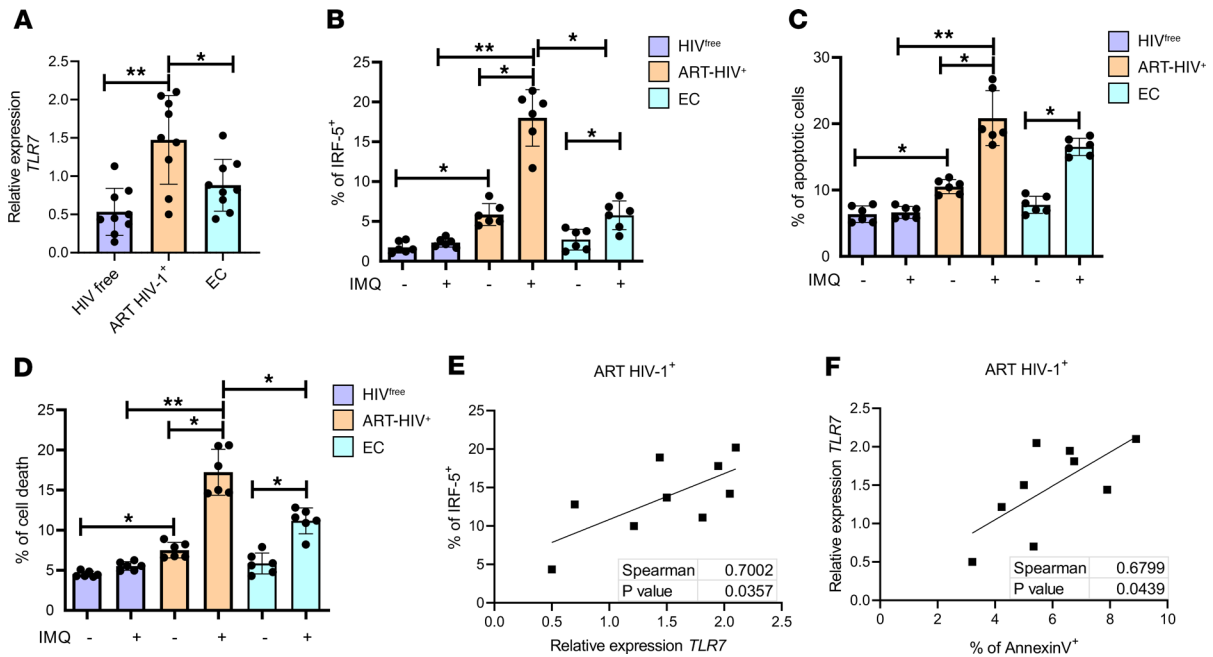 A
Relative expression
TLR7
2.5
2.0
1.5
1.0
0.5
0.0
**
*
HIV free
ART HIV-1+
EC
B
% of IRF-5+
25
20
15
10
5
0
*
**
*
*
*
IMQ - + - + - +
HIVfree
ART-HIV+
EC
C
% of apoptotic cells
30
20
10
0
*
**
*
*
IMQ - + - + - +
HIVfree
ART-HIV+
EC
D
% of cell death
25
20
15
10
5
0
*
**
*
*
*
IMQ - + - + - +
HIVfree
ART-HIV+
EC
E
ART HIV-1+
% of IRF-5+
25
20
15
10
5
0
Spearman 0.7002
P value 0.0357
0.0 0.5 1.0 1.5 2.0 2.5
Relative expression TLR7
F
ART HIV-1+
Relative expression TLR7
2.5
2.0
1.5
1.0
0.5
0.0
Spearman 0.6799
P value 0.0439
0 2 4 6 8 10
% of AnnexinV+